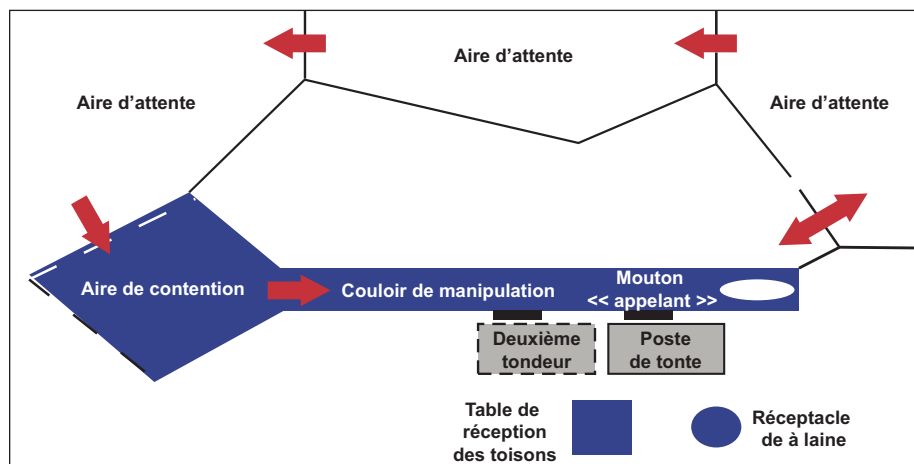 Aire d'attente
Aire d'attente
Aire d'attente
Aire de contention
Couloir de manipulation
Mouton
<< appelant >>
Deuxième
tondeur
Poste
de tonte
Table de
réception
des toisons
Réceptacle
de à laine